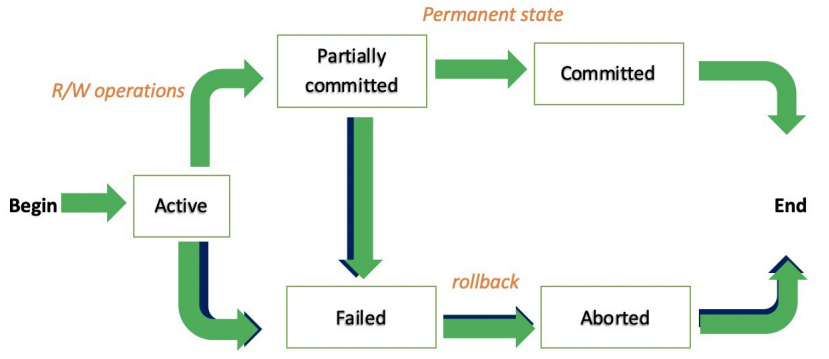 Permanent state
Partially
committed
Committed
R/W operations
Begin
Active
End
rollback
Failed
Aborted